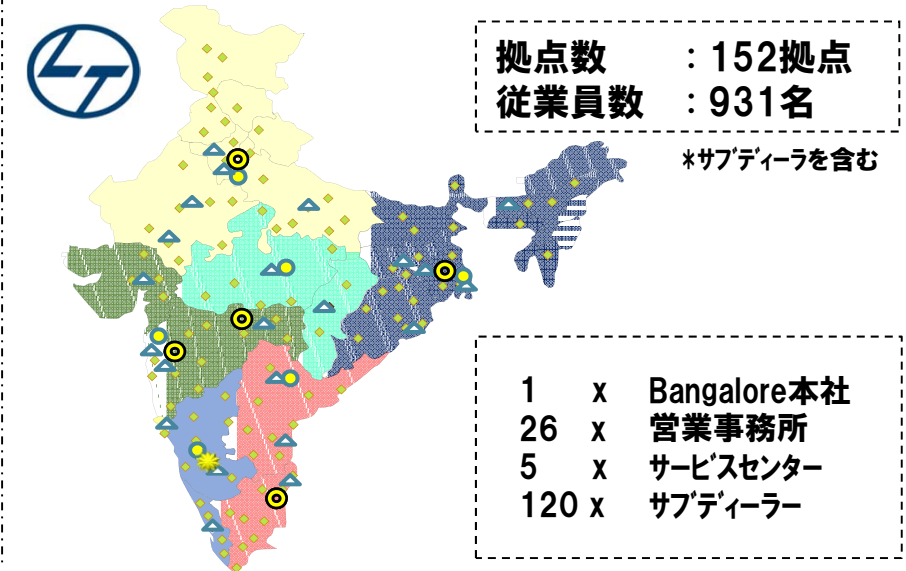 LT
拠点数 : 152拠点
従業員数 : 931名
*サブディーラを含む
1 x Bangalore本社
26 x 営業事務所
5 x サービスセンター
120 x サブディーラー